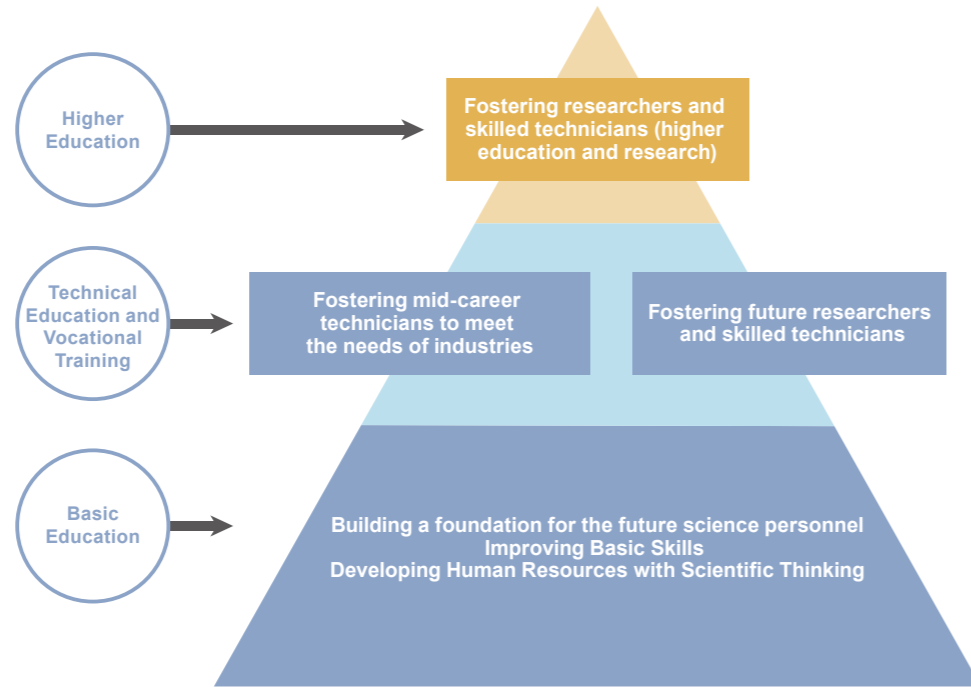 Higher
Education
Fostering researchers and
skilled technicians (higher
education and research)
Technical
Education and
Vocational
Training
Fostering mid-career
technicians to meet
the needs of industries
Fostering future researchers
and skilled technicians
Basic
Education
Building a foundation for the future science personnel
Improving Basic Skills
Developing Human Resources with Scientific Thinking